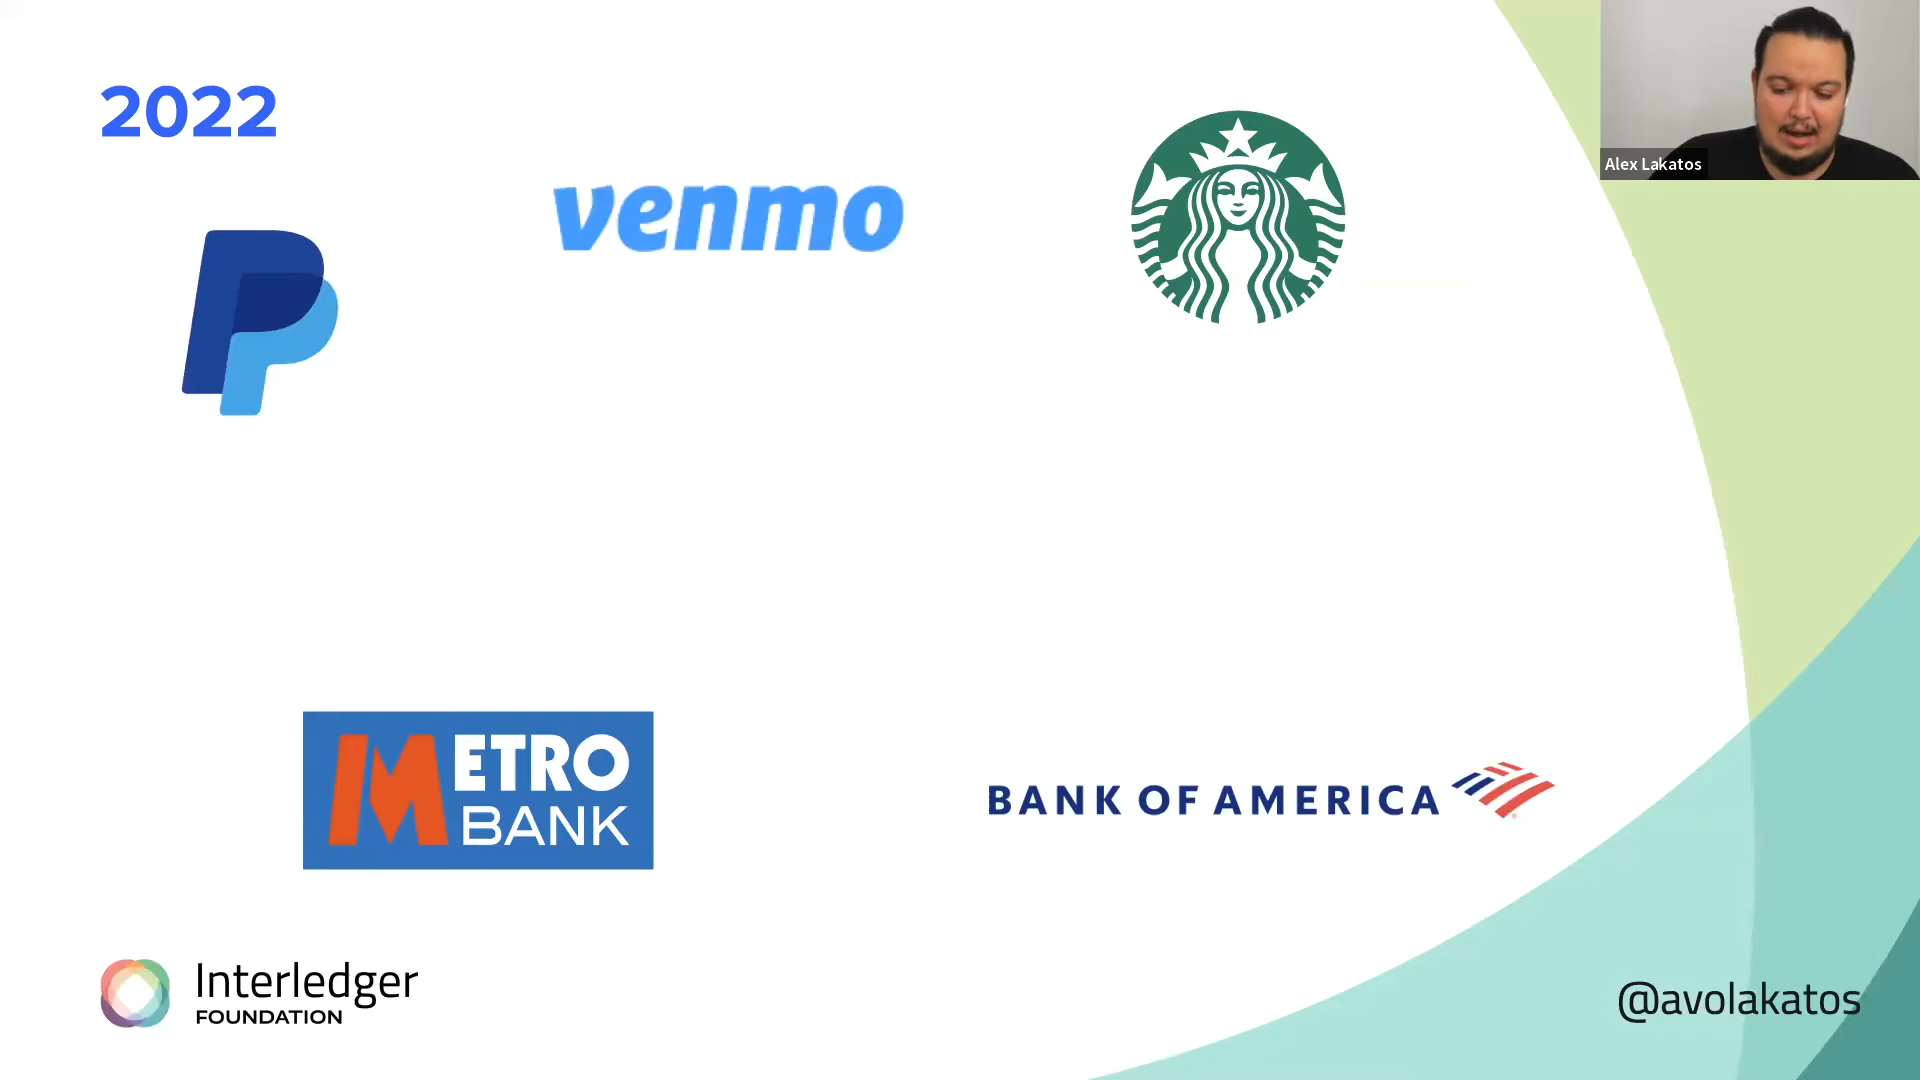 2022
venmo
Alex Lakatos
METRO
BANK
BANK OF AMERICA
Interledger
FOUNDATION
@avolakatos